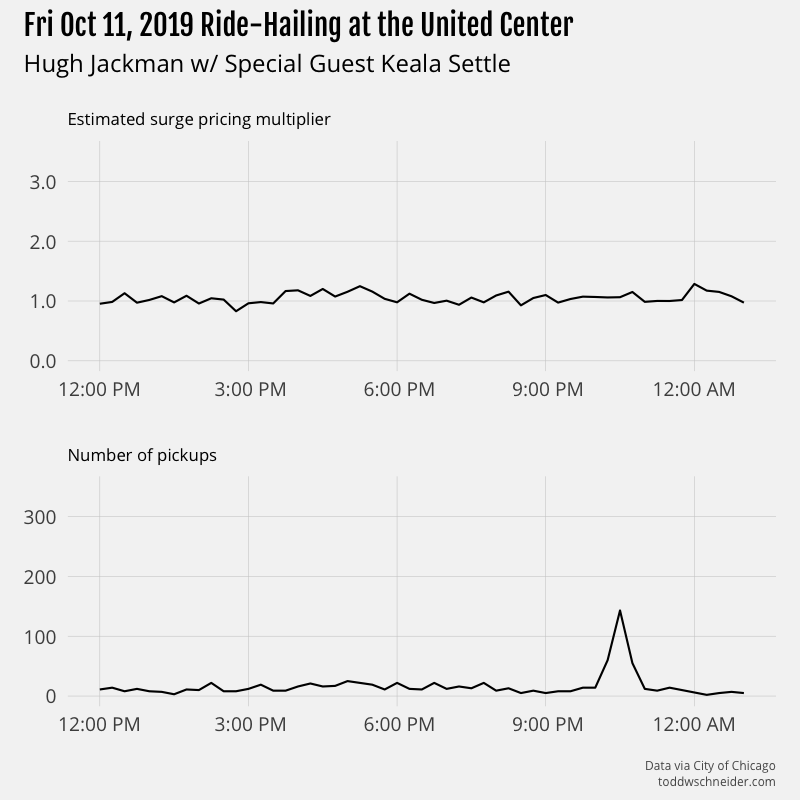 Fri Oct 11, 2019 Ride-Hailing at the United Center
Hugh Jackman w/ Special Guest Keala Settle
Estimated surge pricing multiplier
3.0
2.0
1.0
0.0
12:00 PM 3:00 PM 6:00 PM 9:00 PM 12:00 AM
Number of pickups
300
200
100
0
12:00 PM 3:00 PM 6:00 PM 9:00 PM 12:00 AM
Data via City of Chicago
toddwschneider.com